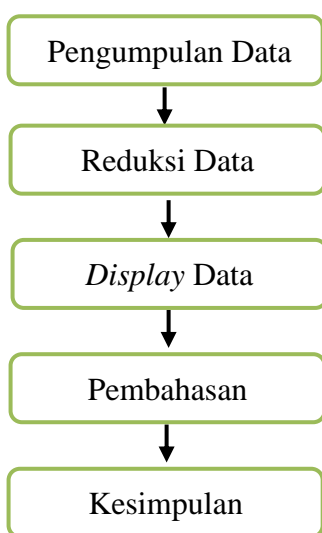 Pengumpulan Data
Reduksi Data
Display Data
Pembahasan
Kesimpulan